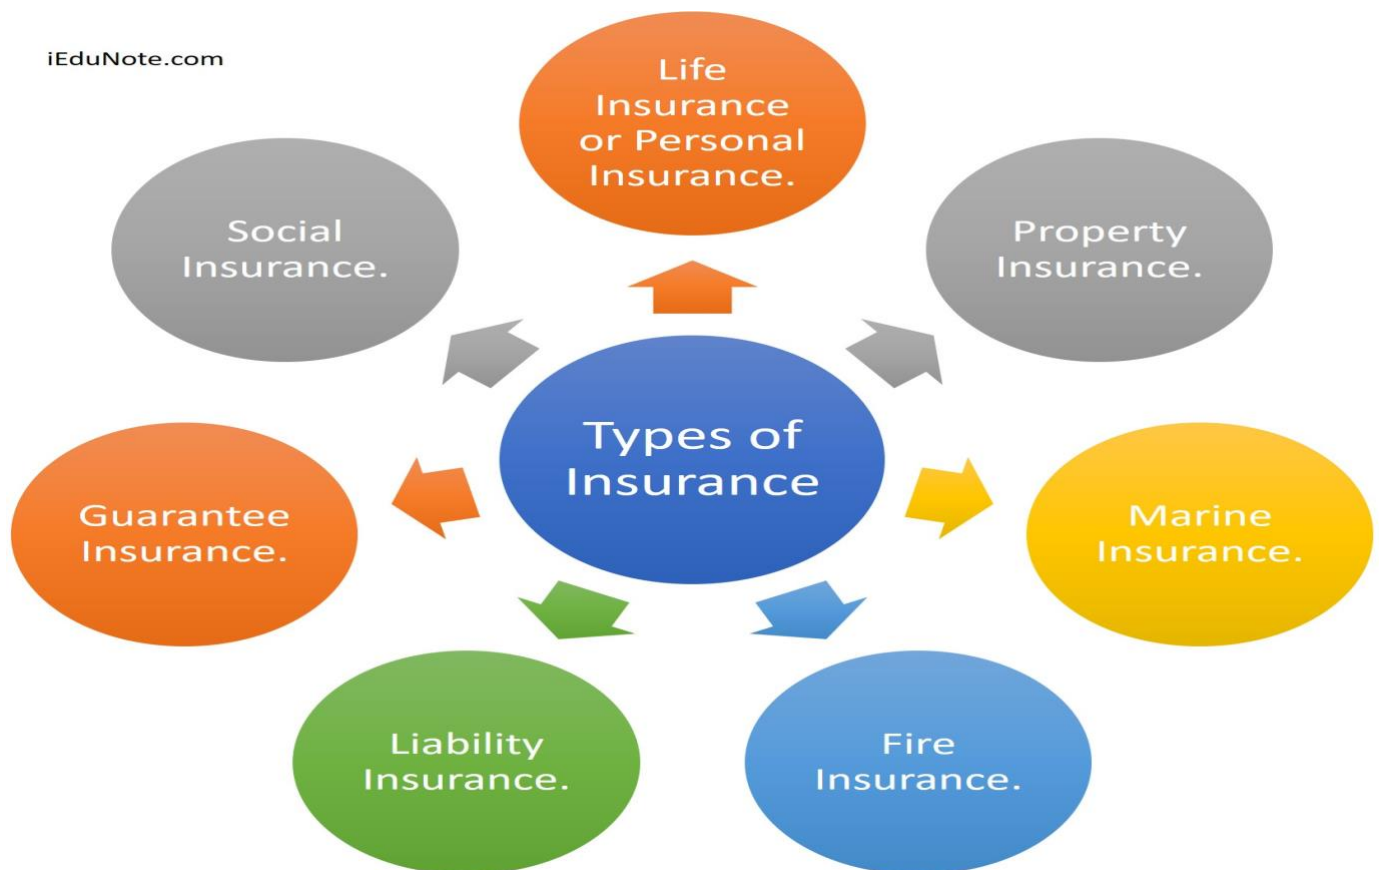 iEduNote.com
Life
Insurance
or Personal
Insurance.
Property
Insurance.
Marine
Insurance.
Fire
Insurance.
Liability
Insurance.
Guarantee
Insurance.
Social
Insurance.
Types of
Insurance